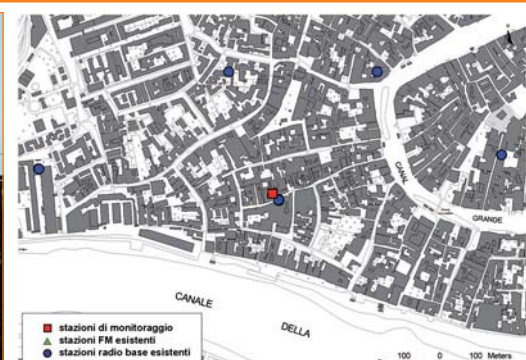 CANAL
GRANDE
CANALE
DELLA
stazioni di monitoraggio
stazioni FM esistenti
stazioni radio base esistenti
100 0 100 Meters